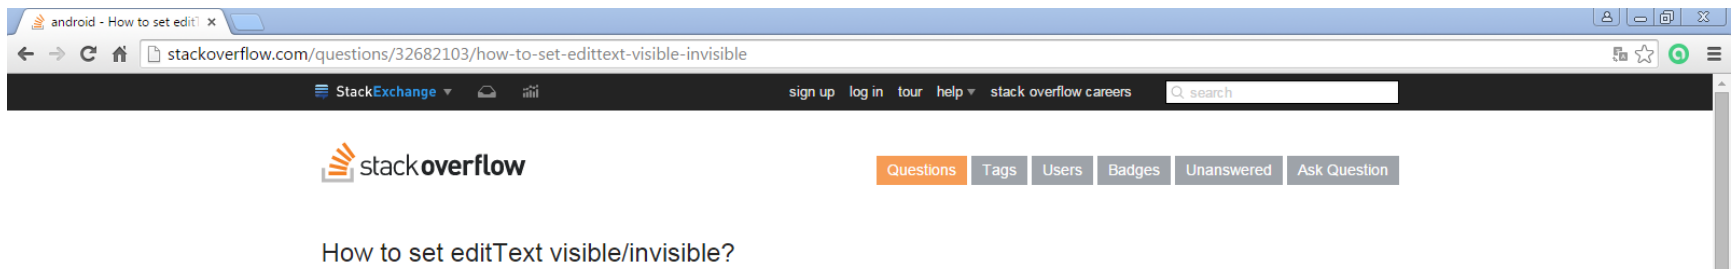 android - How to set editT
stackoverflow.com/questions/32682103/how-to-set-edittext-visible-invisible
StackExchange sign up log in tour help stack overflow careers search
stackoverflow Questions Tags Users Badges Unanswered Ask Question
How to set editText visible/invisible?